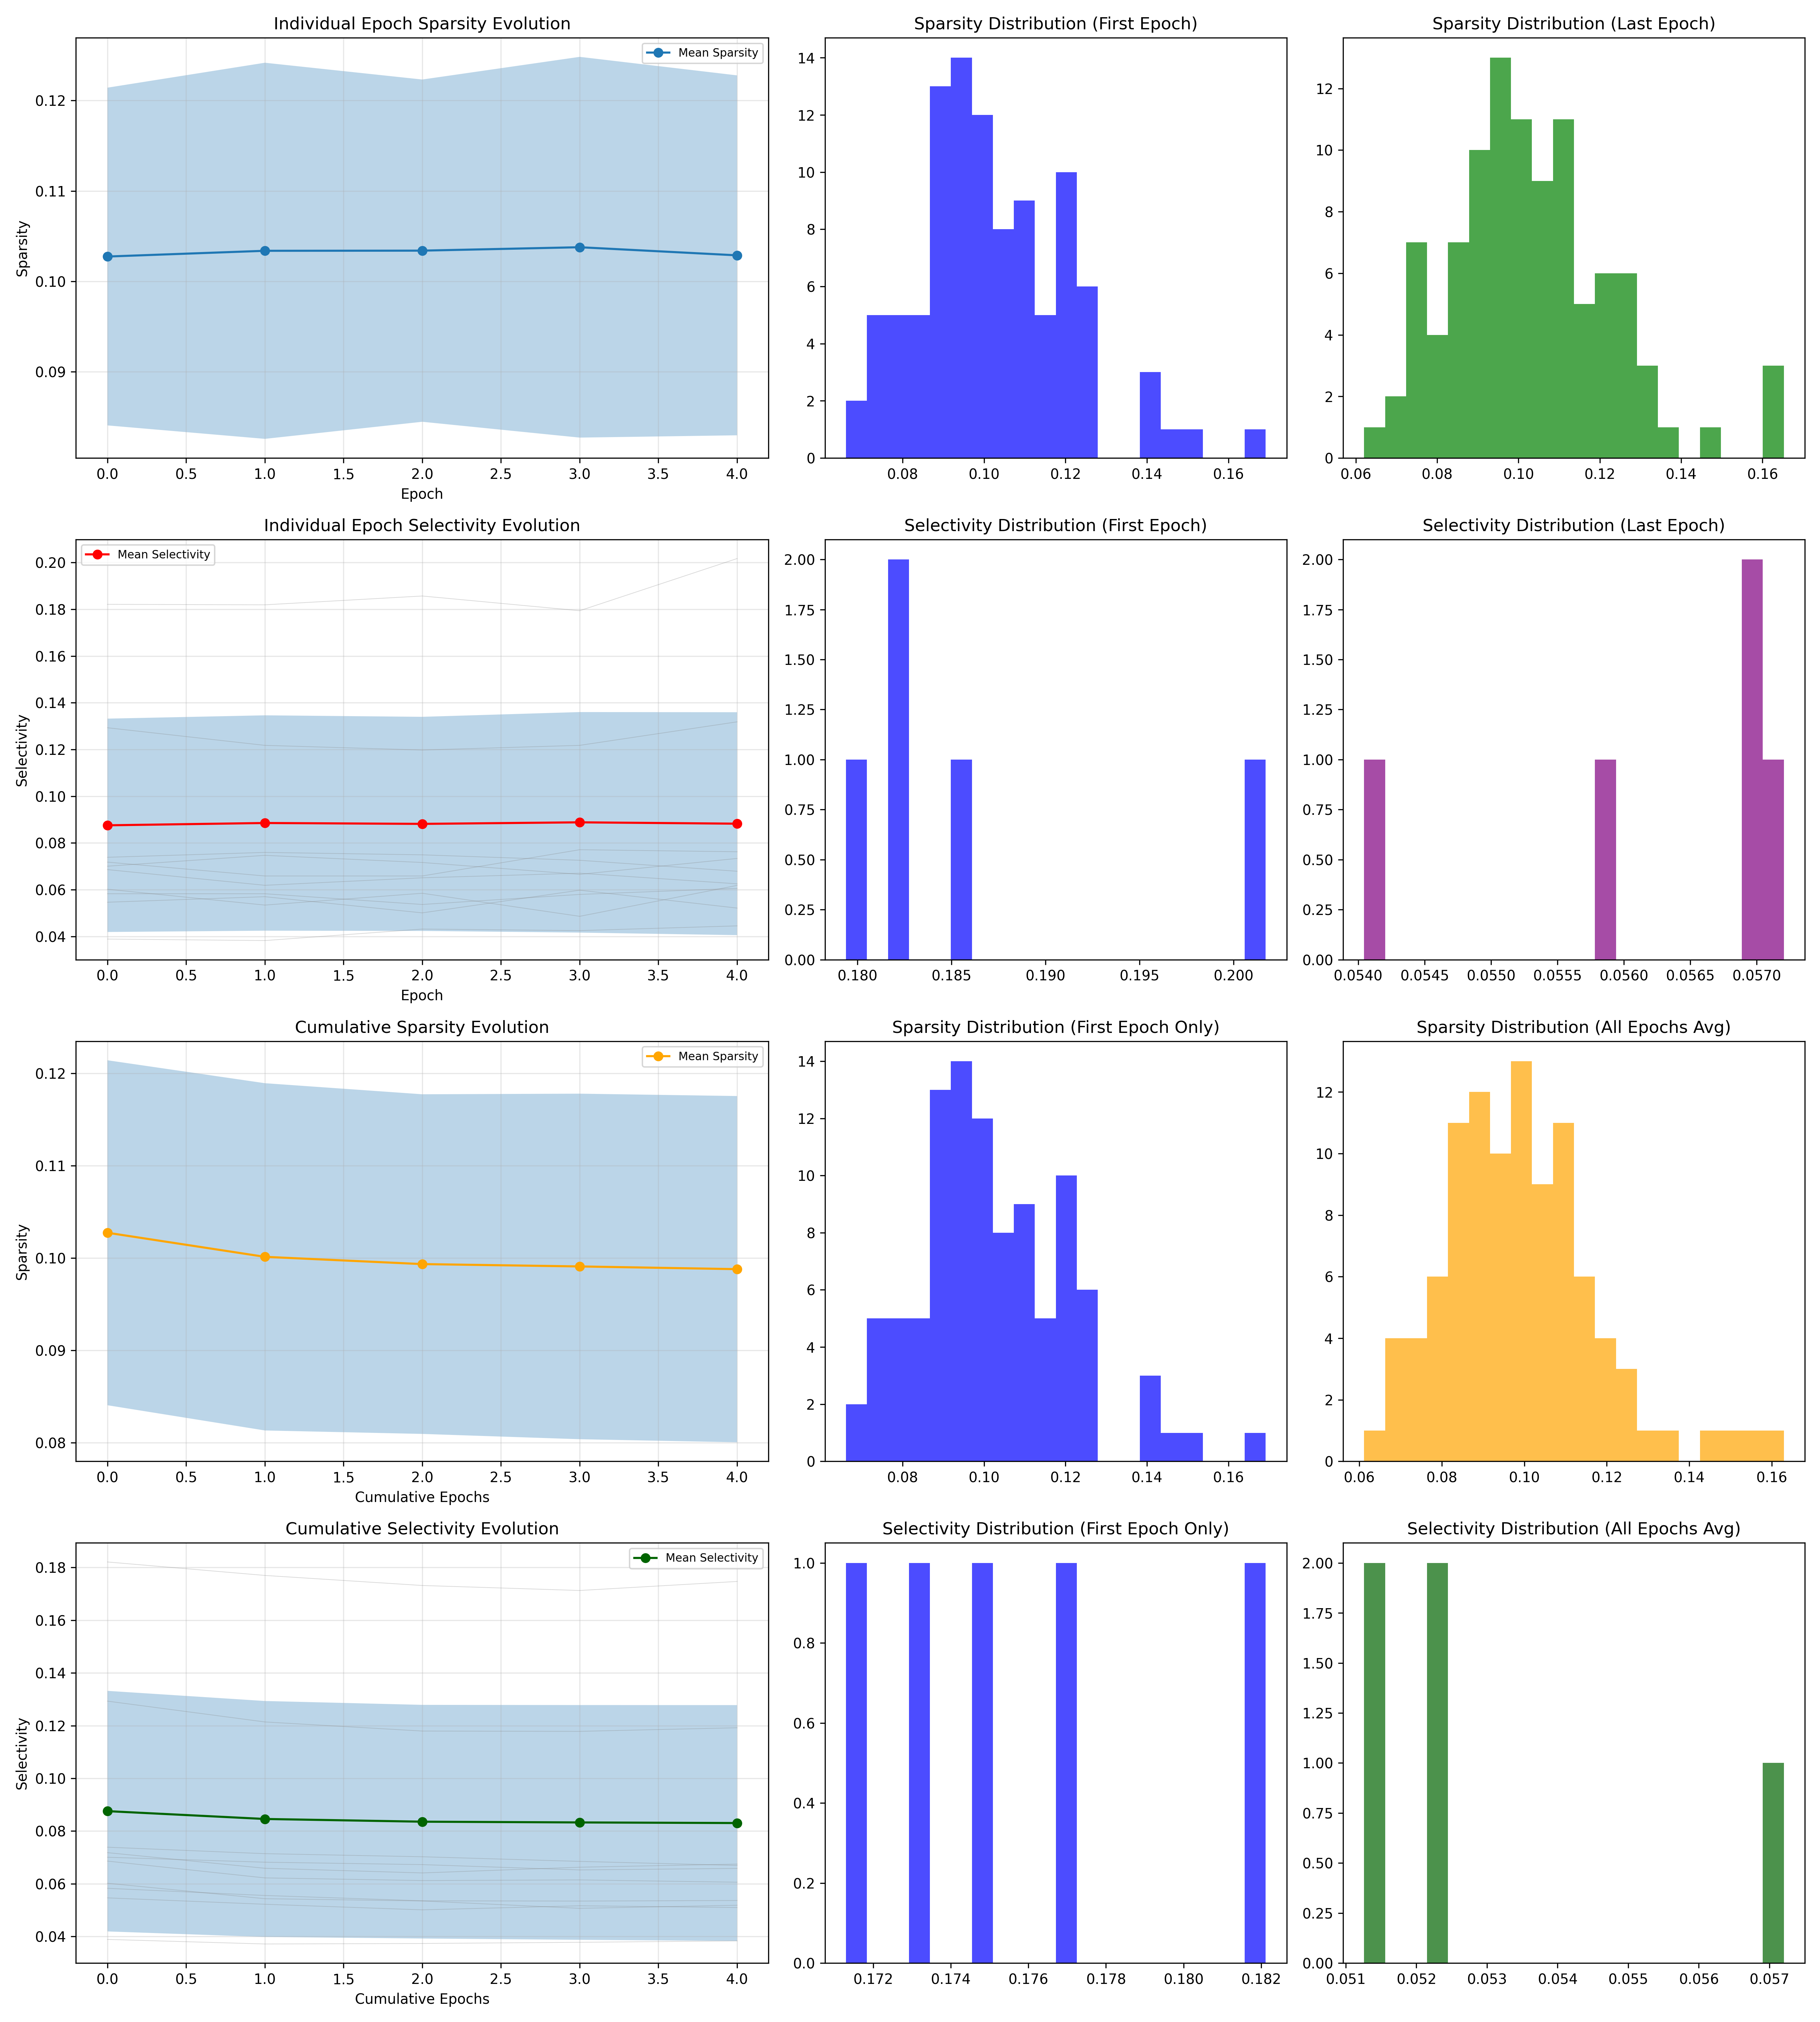 Individual Epoch Sparsity Evolution
Mean Sparsity
0.12
0.11
0.10
0.09
Sparsity
0.0 0.5 1.0 1.5 2.0 2.5 3.0 3.5 4.0
Epoch
Sparsity Distribution (First Epoch)
14
12
10
8
6
4
2
0
0.08 0.10 0.12 0.14 0.16
Sparsity Distribution (Last Epoch)
12
10
8
6
4
2
0
0.06 0.08 0.10 0.12 0.14 0.16
Individual Epoch Selectivity Evolution
Mean Selectivity
0.20
0.18
0.16
0.14
0.12
0.10
0.08
0.06
0.04
Selectivity
0.0 0.5 1.0 1.5 2.0 2.5 3.0 3.5 4.0
Epoch
Selectivity Distribution (First Epoch)
2.00
1.75
1.50
1.25
1.00
0.75
0.50
0.25
0.00
0.180 0.185 0.190 0.195 0.200
Selectivity Distribution (Last Epoch)
2.00
1.75
1.50
1.25
1.00
0.75
0.50
0.25
0.00
0.0540 0.0545 0.0550 0.0555 0.0560 0.0565 0.0570
Cumulative Sparsity Evolution
Mean Sparsity
0.12
0.11
0.10
0.09
0.08
Sparsity
0.0 0.5 1.0 1.5 2.0 2.5 3.0 3.5 4.0
Cumulative Epochs
Sparsity Distribution (First Epoch Only)
14
12
10
8
6
4
2
0
0.08 0.10 0.12 0.14 0.16
Sparsity Distribution (All Epochs Avg)
12
10
8
6
4
2
0
0.06 0.08 0.10 0.12 0.14 0.16
Cumulative Selectivity Evolution
Mean Selectivity
0.18
0.16
0.14
0.12
0.10
0.08
0.06
0.04
Selectivity
0.0 0.5 1.0 1.5 2.0 2.5 3.0 3.5 4.0
Cumulative Epochs
Selectivity Distribution (First Epoch Only)
1.0
0.8
0.6
0.4
0.2
0.0
0.172 0.174 0.176 0.178 0.180 0.182
Selectivity Distribution (All Epochs Avg)
2.00
1.75
1.50
1.25
1.00
0.75
0.50
0.25
0.00
0.051 0.052 0.053 0.054 0.055 0.056 0.057